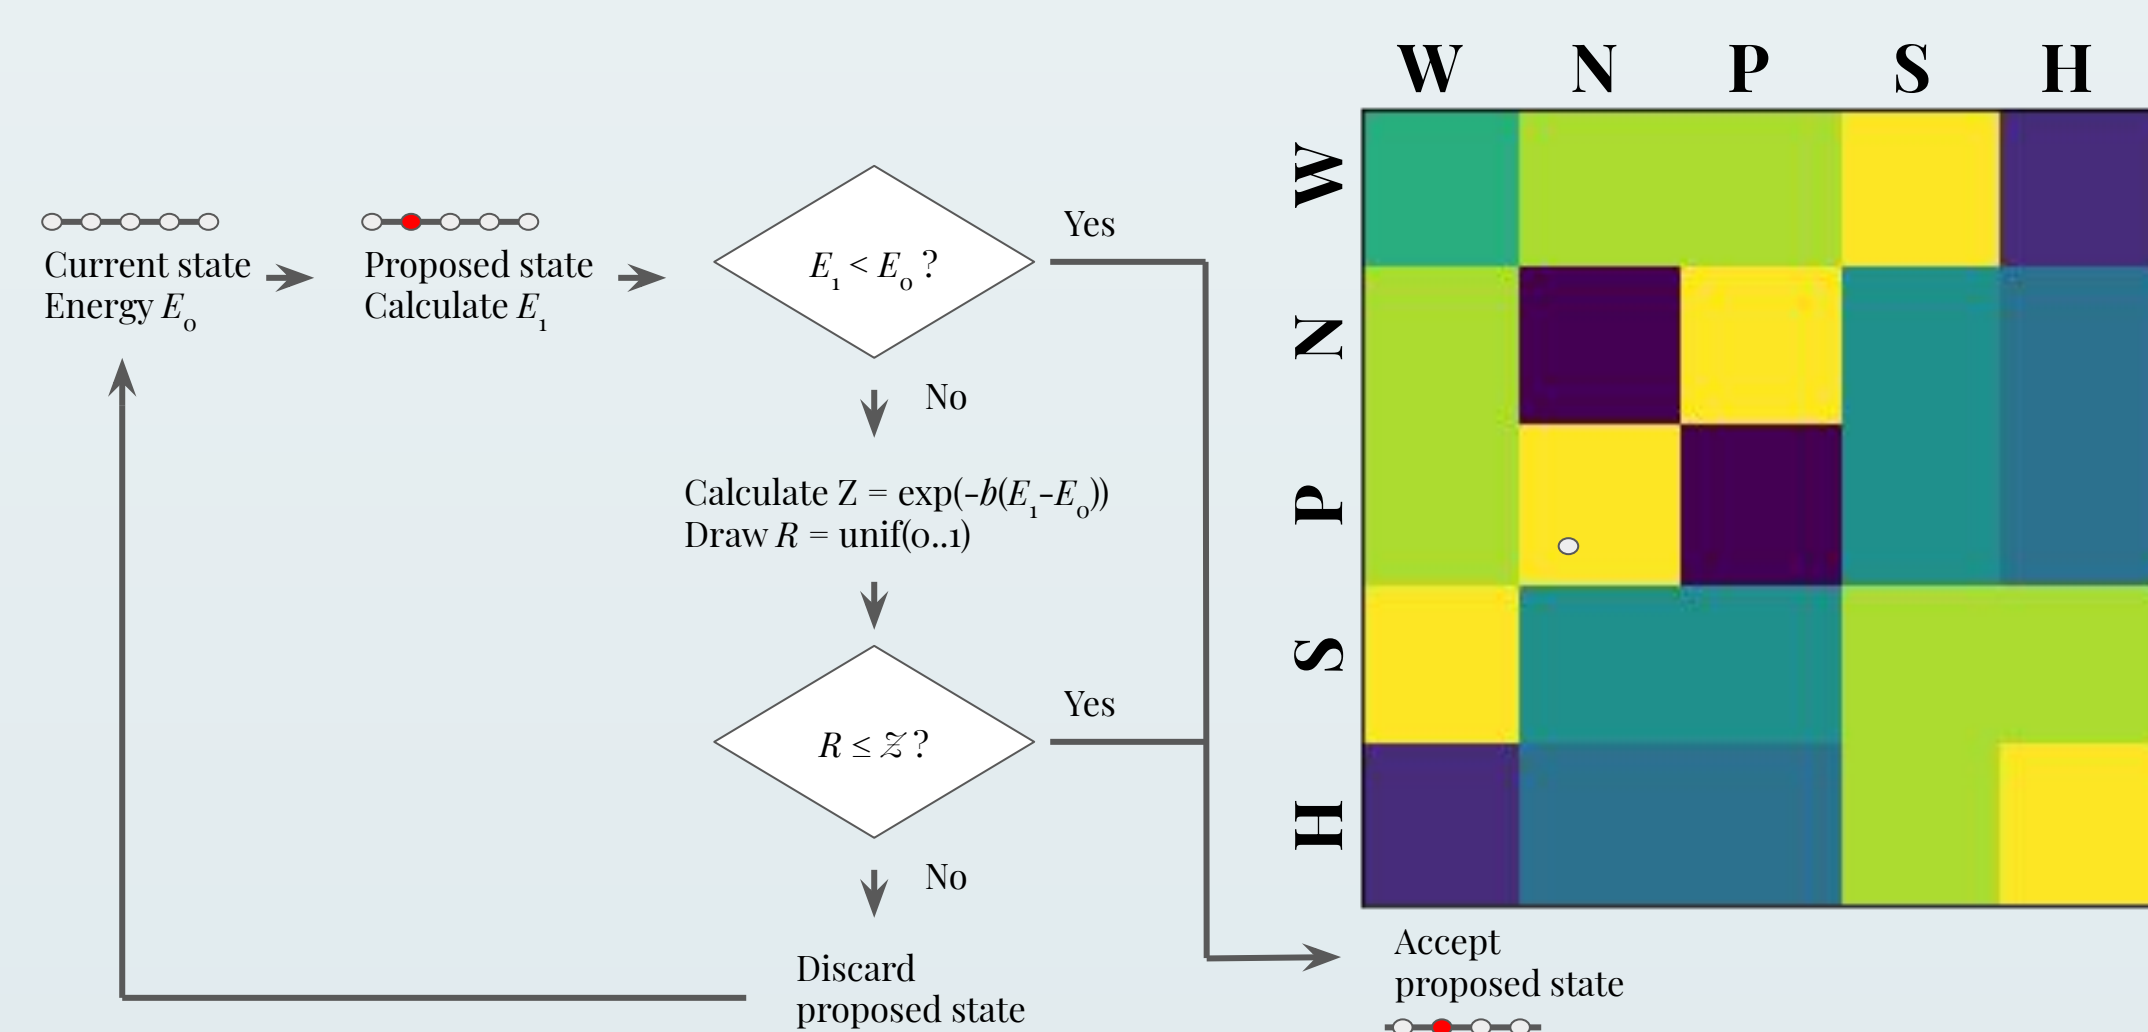 W N P S H
W
N
P
S
H
Current state
Energy E₀
Proposed state
Calculate E₁
E₁ < E₀ ?
Yes
No
Calculate Z = exp(-b(E₁-E₀))
Draw R = unif(0..1)
R ≤ Z ?
Yes
No
Discard
proposed state
Accept
proposed state